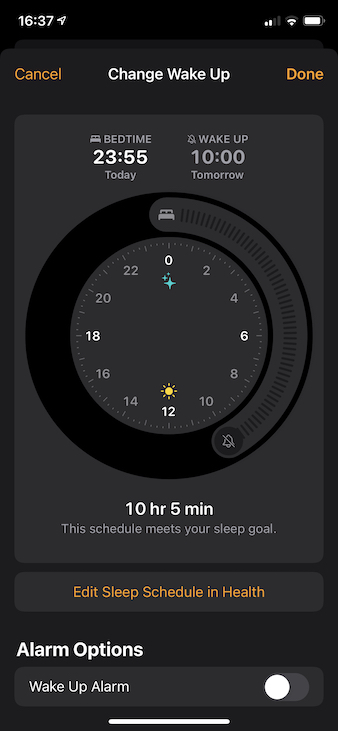 16:37
Cancel Change Wake Up Done
BEDTIME WAKE UP
23:55 10:00
Today Tomorrow
0
22 2
20 4
18 6
16 8
14 10
12
10 hr 5 min
This schedule meets your sleep goal.
Edit Sleep Schedule in Health
Alarm Options
Wake Up Alarm